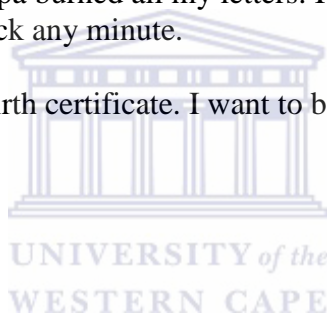 pa burned all my letters. I
ck any minute.
rth certificate. I want to b
UNIVERSITY of the
WESTERN CAPE